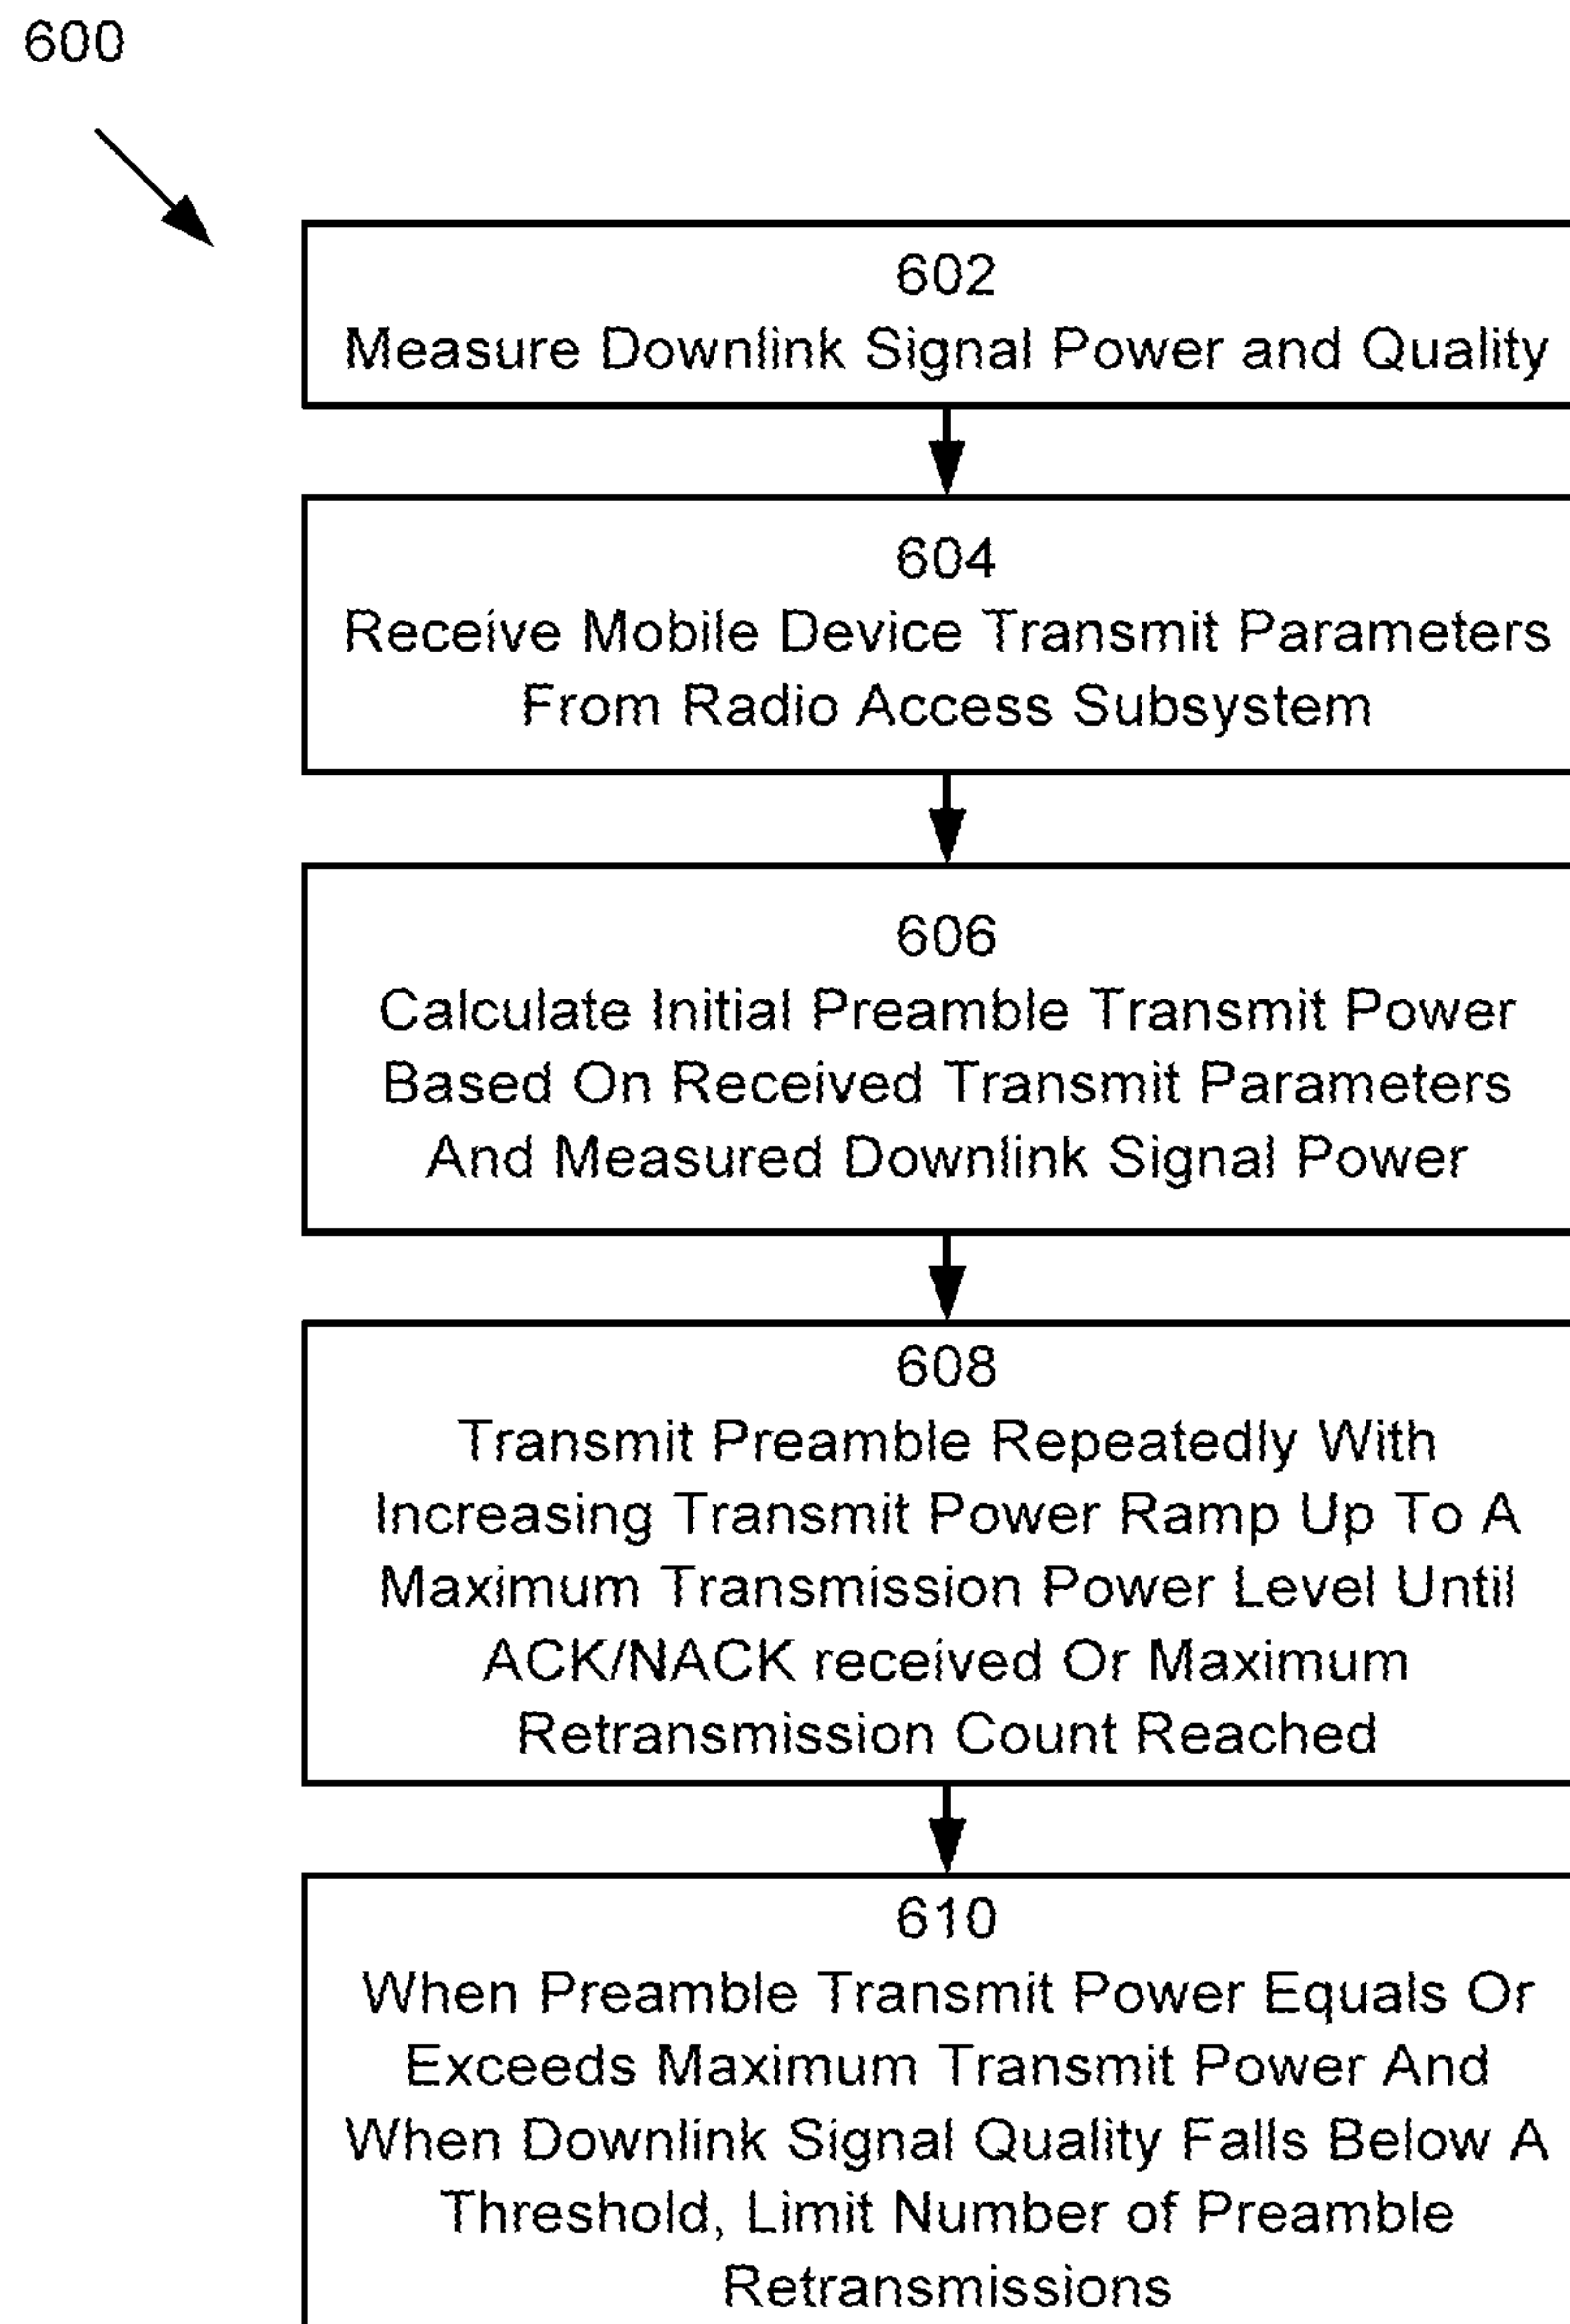 600
602
Measure Downlink Signal Power and Quality
604
Receive Mobile Device Transmit Parameters
From Radio Access Subsystem
606
Calculate Initial Preamble Transmit Power
Based On Received Transmit Parameters
And Measured Downlink Signal Power
608
Transmit Preamble Repeatedly With
Increasing Transmit Power Ramp Up To A
Maximum Transmission Power Level Until
ACK/NACK received Or Maximum
Retransmission Count Reached
610
When Preamble Transmit Power Equals Or
Exceeds Maximum Transmit Power And
When Downlink Signal Quality Falls Below A
Threshold, Limit Number of Preamble
Retransmissions